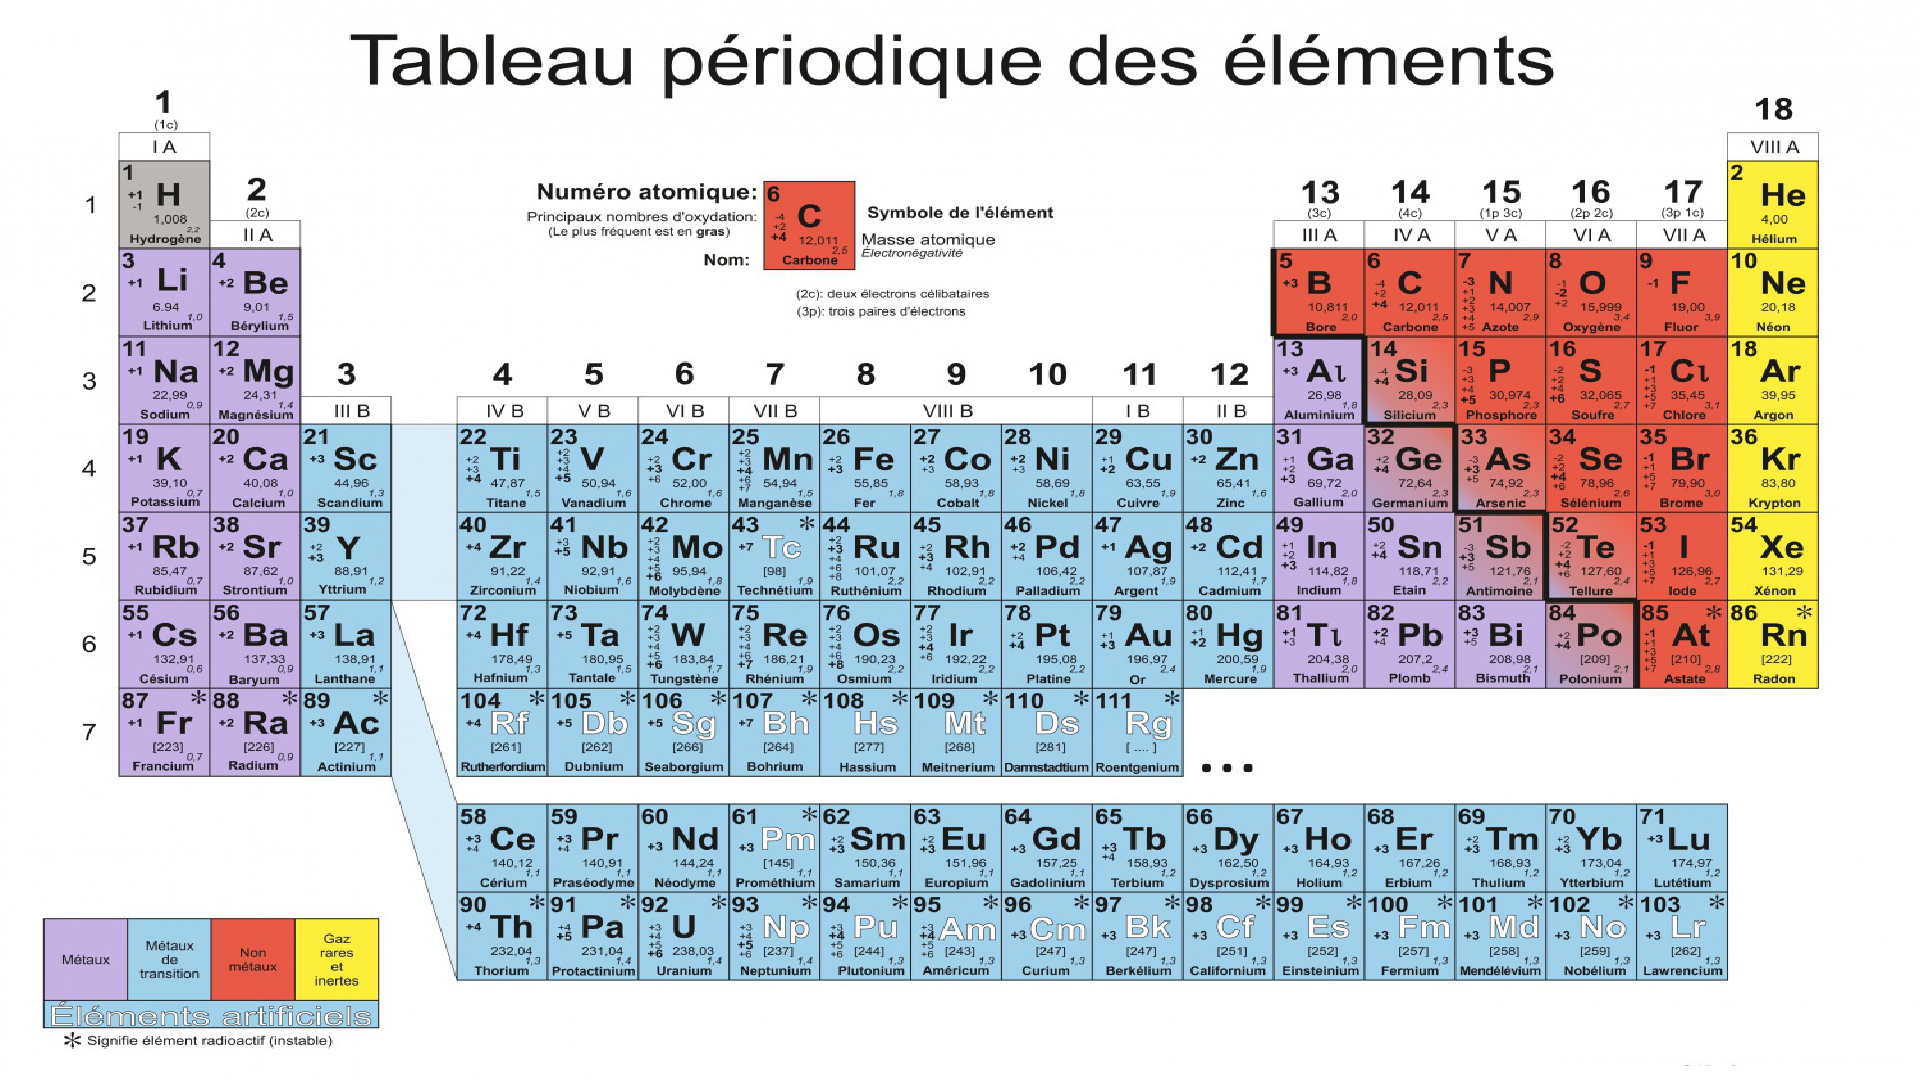 Tableau périodique des éléments
1
(1c)
I A
2
(2c)
II A
3
III B
4
IV B
5
V B
6
VI B
7
VII B
8
9
10
VIII B
11
I B
12
II B
13
(3c)
III A
14
(4c)
IV A
15
(1p 3c)
V A
16
(2p 2c)
VI A
17
(3p 1c)
VII A
18
VIII A
Numéro atomique:
Principaux nombres d'oxydation:
(Le plus fréquent est en gras)
Nom:
6
-4
+2
+4
C
12,011
2,5
Carbone
Symbole de l'élément
Masse atomique
Électronégativité
(2c): deux électrons célibataires
(3p): trois paires d'électrons
1
1 +1 -1 H 1,008 2,2 Hydrogène
2 He 4,00 Hélium
2
3 +1 Li 6.94 1,0 Lithium
4 +2 Be 9,01 1,5 Bérylium
5 +3 B 10,811 2,0 Bore
6 -4 +2 +4 C 12,011 2,5 Carbone
7 -3 +1 +2 +3 +4 +5 N 14,007 2,9 Azote
8 -1 -2 +2 O 15,999 3,4 Oxygène
9 -1 F 19,00 3,9 Fluor
10 Ne 20,18 Néon
3
11 +1 Na 22,99 0,9 Sodium
12 +2 Mg 24,31 1,4 Magnésium
13 +3 Al 26,98 1,8 Aluminium
14 -4 +4 Si 28,09 2,3 Silicium
15 -3 +3 +4 +5 P 30,974 2,3 Phosphore
16 -2 +2 +4 +6 S 32,065 2,7 Soufre
17 -1 +1 +3 +5 +7 Cl 35,45 3,1 Chlore
18 Ar 39,95 Argon
4
19 +1 K 39,10 0,7 Potassium
20 +2 Ca 40,08 1,0 Calcium
21 +3 Sc 44,96 1,3 Scandium
22 +2 +3 +4 Ti 47,87 1,5 Titane
23 +2 +3 +4 +5 V 50,94 1,6 Vanadium
24 +2 +3 +6 Cr 52,00 1,6 Chrome
25 +2 +3 +4 +6 +7 Mn 54,94 1,5 Manganèse
26 +2 +3 Fe 55,85 1,8 Fer
27 +2 +3 Co 58,93 1,8 Cobalt
28 +2 +3 Ni 58,69 1,8 Nickel
29 +1 +2 Cu 63,55 1,9 Cuivre
30 +2 Zn 65,41 1,6 Zinc
31 +1 +2 +3 Ga 69,72 2,0 Gallium
32 +2 +4 Ge 72,64 2,3 Germanium
33 -3 +3 +5 As 74,92 2,3 Arsenic
34 -2 +2 +4 +6 Se 78,96 2,6 Sélénium
35 -1 +1 +5 +7 Br 79,90 3,0 Brome
36 Kr 83,80 Krypton
5
37 +1 Rb 85,47 0,7 Rubidium
38 +2 Sr 87,62 1,0 Strontium
39 +2 +3 Y 88,91 1,2 Yttrium
40 +4 Zr 91,22 1,4 Zirconium
41 +3 +5 Nb 92,91 1,6 Niobium
42 +2 +3 +4 +5 +6 Mo 95,94 1,8 Molybdène
43 * +7 Tc [98] 1,9 Technétium
44 +2 +3 +4 +6 +8 Ru 101,07 2,2 Ruthénium
45 +2 +3 +4 Rh 102,91 2,2 Rhodium
46 +2 +4 Pd 106,42 2,2 Palladium
47 +1 Ag 107,87 1,9 Argent
48 +2 Cd 112,41 1,7 Cadmium
49 +1 +2 +3 In 114,82 1,8 Indium
50 +2 +4 Sn 118,71 2,2 Etain
51 -3 +3 +5 Sb 121,76 2,1 Antimoine
52 -2 +2 +4 +6 Te 127,60 2,4 Tellure
53 -1 +1 +3 +5 +7 I 126,96 2,7 Iode
54 Xe 131,29 Xénon
6
55 +1 Cs 132,91 0,6 Césium
56 +2 Ba 137,33 0,9 Baryum
57 +3 La 138,91 1,1 Lanthane
72 +4 Hf 178,49 1,3 Hafnium
73 +5 Ta 180,95 1,5 Tantale
74 +2 +3 +4 +5 +6 W 183,84 1,7 Tungstène
75 +2 +4 +6 +7 Re 186,21 1,9 Rhénium
76 +2 +3 +4 +6 +8 Os 190,23 2,2 Osmium
77 +2 +3 +4 +6 Ir 192,22 2,2 Iridium
78 +2 +4 Pt 195,08 2,2 Platine
79 +1 +3 Au 196,97 2,4 Or
80 +1 +2 Hg 200,59 1,9 Mercure
81 +1 +3 Tl 204,38 2,0 Thallium
82 +2 +4 Pb 207,2 2,4 Plomb
83 +3 +5 Bi 208,98 2,1 Bismuth
84 +2 +4 Po [209] 2,1 Polonium
85 * -1 +1 +3 +5 +7 At [210] 2,8 Astate
86 * Rn [222] Radon
7
87 * +1 Fr [223] 0,7 Francium
88 * +2 Ra [226] 0,9 Radium
89 * +3 Ac [227] 1,1 Actinium
104 * +4 Rf [261] Rutherfordium
105 * +5 Db [262] Dubnium
106 * +5 Sg [266] Seaborgium
107 * +7 Bh [264] Bohrium
108 * Hs [277] Hassium
109 * Mt [268] Meitnerium
110 * Ds [281] Darmstadtium
111 * Rg [ .... ] Roentgenium
...
58 +3 +4 Ce 140,12 1,1 Cérium
59 +3 +4 Pr 140,91 1,1 Praséodyme
60 +3 Nd 144,24 1,1 Néodyme
61 * +3 Pm [145] 1,1 Prométhium
62 +2 +3 Sm 150,36 1,1 Samarium
63 +2 +3 Eu 151,96 1,1 Europium
64 +3 Gd 157,25 1,1 Gadolinium
65 +3 +4 Tb 158,93 1,2 Terbium
66 +3 Dy 162,50 1,2 Dysprosium
67 +3 Ho 164,93 1,2 Holium
68 +3 Er 167,26 1,2 Erbium
69 +2 +3 Tm 168,93 1,2 Thulium
70 +2 +3 Yb 173,04 1,2 Ytterbium
71 +3 Lu 174,97 1,2 Lutétium
90 * +4 Th 232,04 1,3 Thorium
91 * +4 +5 Pa 231,04 1,3 Protactinium
92 * +3 +4 +5 +6 U 238,03 1,4 Uranium
93 * +3 +4 +5 +6 Np [237] 1,4 Neptunium
94 * +3 +4 +5 +6 Pu [244] 1,3 Plutonium
95 * +3 +4 +5 +6 Am [243] 1,3 Américum
96 * +3 Cm [247] 1,3 Curium
97 * +3 Bk [247] 1,3 Berkélium
98 * +3 Cf [251] 1,3 Californium
99 * +3 Es [252] 1,3 Einsteinium
100 * +3 Fm [257] 1,3 Fermium
101 * +3 Md [258] 1,3 Mendélévium
102 * +3 No [259] 1,3 Nobélium
103 * +3 Lr [262] 1,3 Lawrencium
Métaux
Métaux
de
transition
Non
métaux
Gaz
rares
et
inertes
Éléments artificiels
* Signifie élément radioactif (instable)